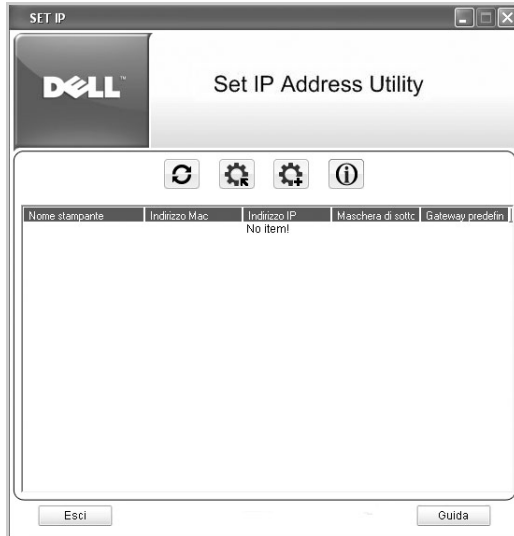 SET IP
DELL™
Set IP Address Utility
Nome stampante Indirizzo Mac Indirizzo IP Maschera di sottc Gateway predefin
No item!
Esci Guida